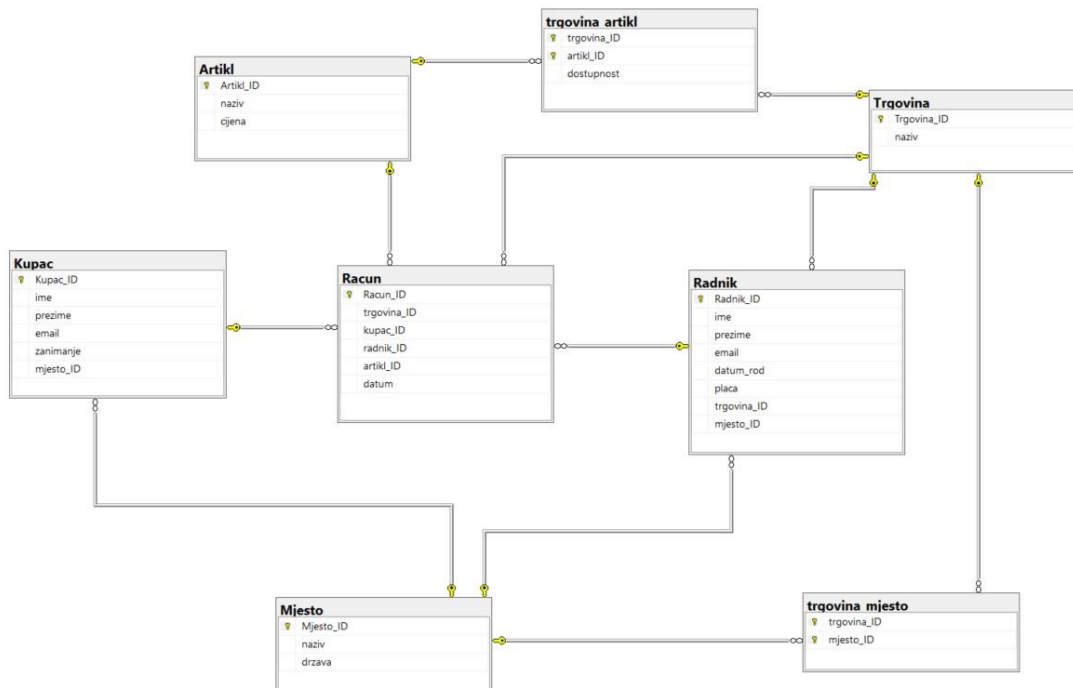 trgovina_artikl
trgovina_ID
artikl_ID
dostupnost
Artikl
Artikl_ID
naziv
cijena
Trgovina
Trgovina_ID
naziv
Kupac
Kupac_ID
ime
prezime
email
zanimanje
mjesto_ID
Racun
Racun_ID
trgovina_ID
kupac_ID
radnik_ID
artikl_ID
datum
Radnik
Radnik_ID
ime
prezime
email
datum_rod
placa
trgovina_ID
mjesto_ID
Mjesto
Mjesto_ID
naziv
drzava
trgovina_mjesto
trgovina_ID
mjesto_ID